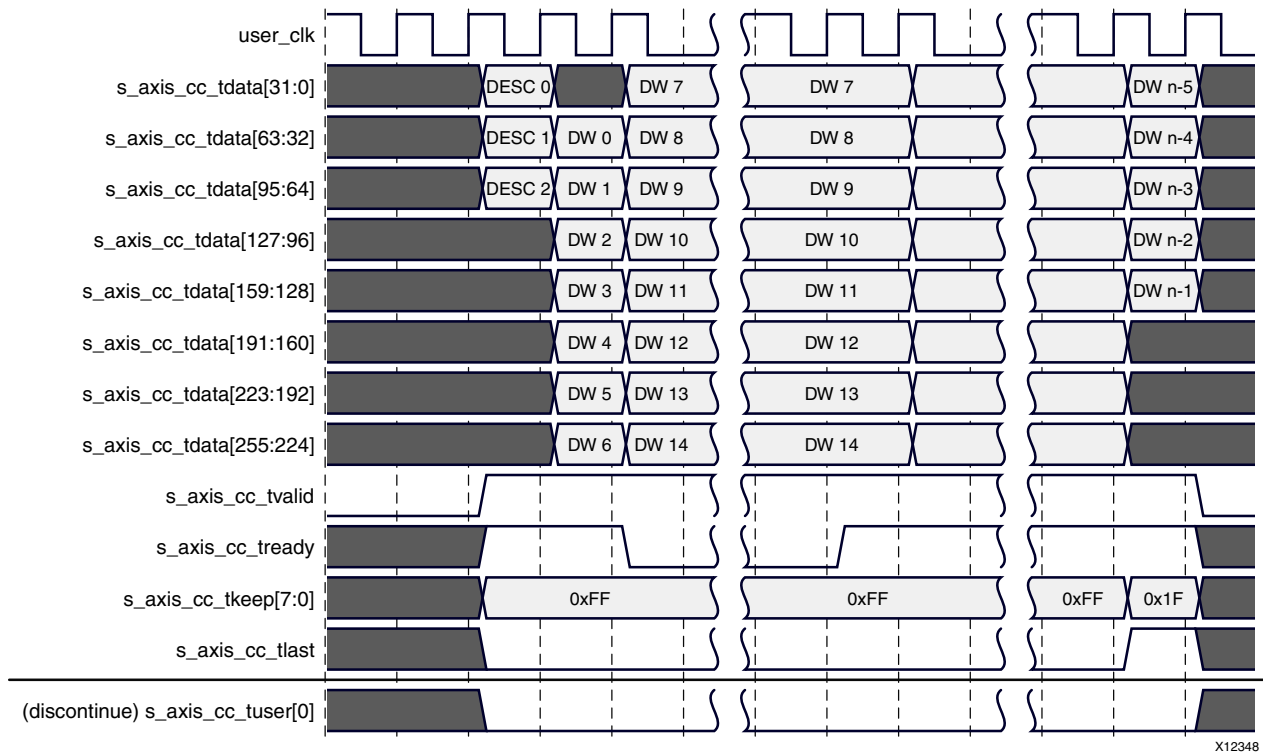 user_clk
s_axis_cc_tdata[31:0] DESC 0 DW 7 DW 7 DW n-5
s_axis_cc_tdata[63:32] DESC 1 DW 0 DW 8 DW 8 DW n-4
s_axis_cc_tdata[95:64] DESC 2 DW 1 DW 9 DW 9 DW n-3
s_axis_cc_tdata[127:96] DW 2 DW 10 DW 10 DW n-2
s_axis_cc_tdata[159:128] DW 3 DW 11 DW 11 DW n-1
s_axis_cc_tdata[191:160] DW 4 DW 12 DW 12
s_axis_cc_tdata[223:192] DW 5 DW 13 DW 13
s_axis_cc_tdata[255:224] DW 6 DW 14 DW 14
s_axis_cc_tvalid
s_axis_cc_tready
s_axis_cc_tkeep[7:0] 0xFF 0xFF 0xFF 0x1F
s_axis_cc_tlast
(discontinue) s_axis_cc_tuser[0]
X12348